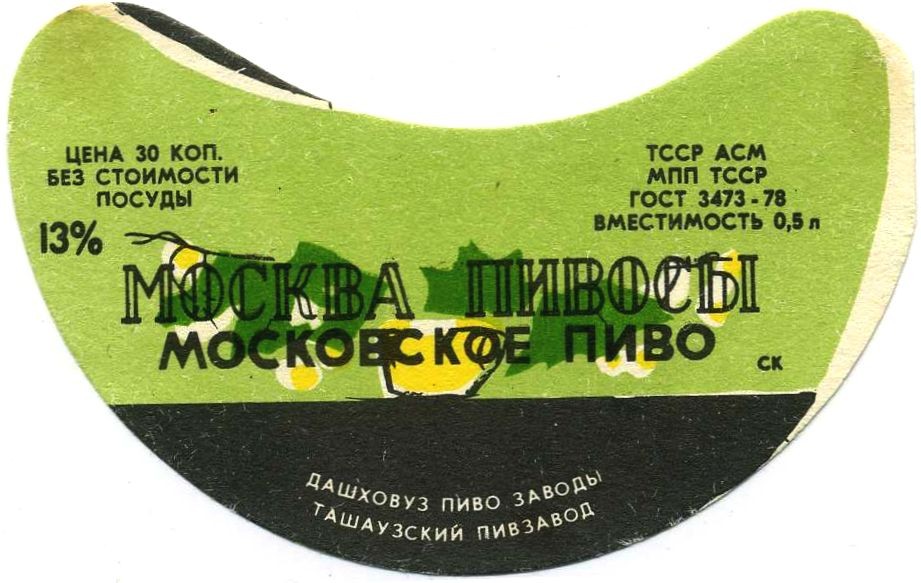 ЦЕНА 30 КОП.
БЕЗ СТОИМОСТИ
ПОСУДЫ
13%
ТССР АСМ
МПП ТССР
ГОСТ 3473-78
ВМЕСТИМОСТЬ 0,5 л
МОСКВА ПИВОСЫ
МОСКОВСКОЕ ПИВО
СК
ДАШХОВУЗ ПИВО ЗАВОДЫ
ТАШАУЗСКИЙ ПИВЗАВОД